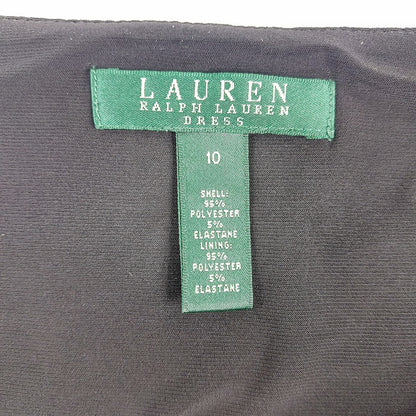 LAUREN
RALPH LAUREN
DRESS
10
SHELL:
95%
POLYESTER
5%
ELASTANE
LINING:
95%
POLYESTER
5%
ELASTANE